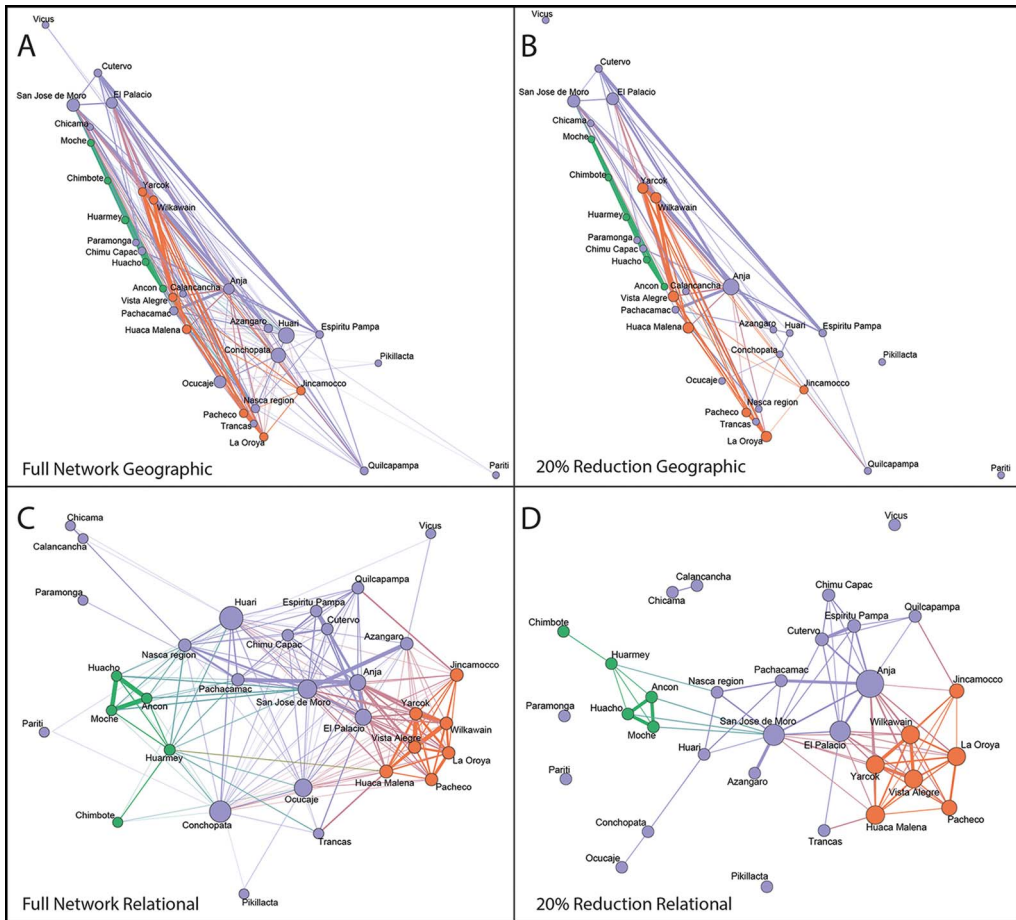 A
Vicus
Cutervo
San Jose de Moro
El Palacio
Chicama
Moche
Chimbote
Yarcok
Wilkawain
Huarmey
Paramonga
Chimu Capac
Huacho
Ancon
Calancancha
Anja
Vista Alegre
Pachacamac
Azangaro
Huari
Espiritu Pampa
Huaca Malena
Conchopata
Pikillacta
Ocucaje
Jincamocco
Nasca region
Pacheco
Trancas
La Oroya
Quilcapampa
Pariti
Full Network Geographic
B
Vicus
Cutervo
San Jose de Moro
El Palacio
Chicama
Moche
Chimbote
Yarcok
Wilkawain
Huarmey
Paramonga
Chimu Capac
Huacho
Ancon
Calancancha
Anja
Vista Alegre
Pachacamac
Azangaro
Huari
Espiritu Pampa
Huaca Malena
Conchopata
Pikillacta
Ocucaje
Jincamocco
Nasca region
Pacheco
Trancas
La Oroya
Quilcapampa
Pariti
20% Reduction Geographic
C
Chicama
Calancancha
Vicus
Paramonga
Huari
Quilcapampa
Espiritu Pampa
Cutervo
Chimu Capac
Azangaro
Nasca region
Huacho
Pachacamac
Anja
Jincamocco
Ancon
San Jose de Moro
Moche
Yarcok
Pariti
El Palacio
Wilkawain
Vista Alegre
Huarmey
La Oroya
Huaca Malena
Pacheco
Ocucaje
Chimbote
Conchopata
Trancas
Pikillacta
Full Network Relational
D
Vicus
Calancancha
Chicama
Chimu Capac
Chimbote
Espiritu Pampa
Quilcapampa
Cutervo
Huarmey
Pachacamac
Anja
Nasca region
Jincamocco
Ancon
Huacho
Paramonga
San Jose de Moro
Wilkawain
Moche
El Palacio
La Oroya
Huari
Yarcok
Pariti
Azangaro
Vista Alegre
Conchopata
Huaca Malena
Pacheco
Trancas
Ocucaje
Pikillacta
20% Reduction Relational